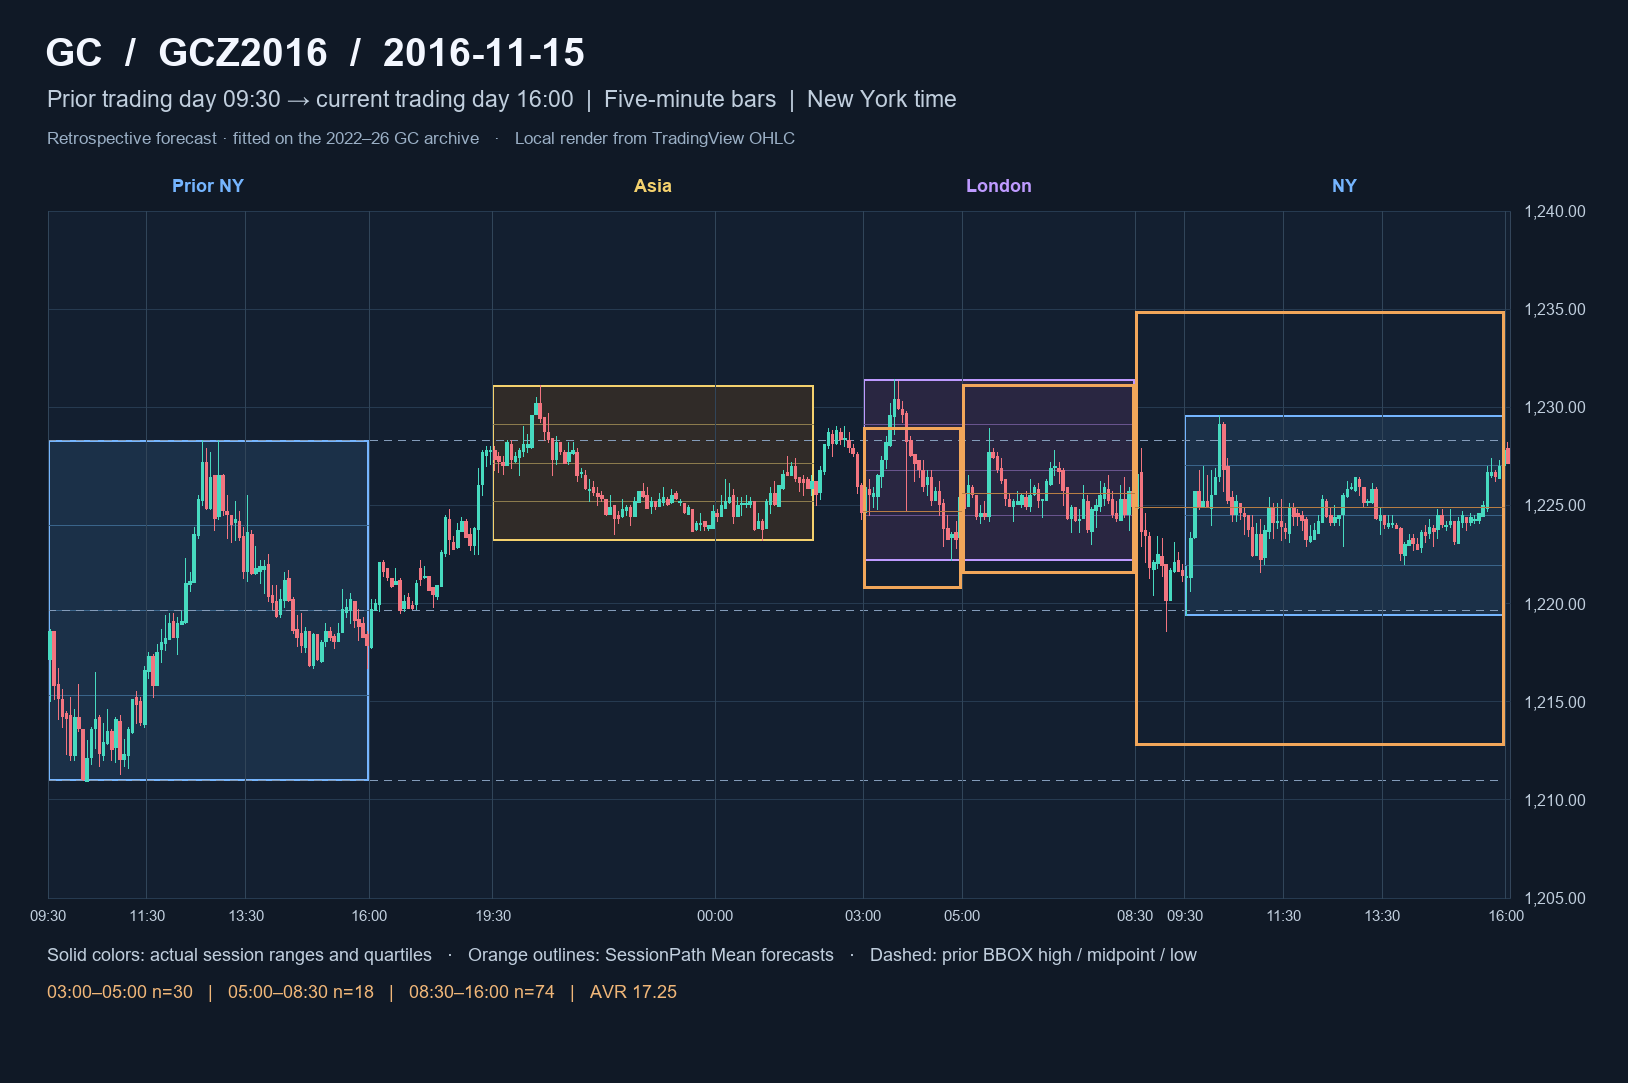 GC / GCZ2016 / 2016-11-15
Prior trading day 09:30 → current trading day 16:00 | Five-minute bars | New York time
Retrospective forecast · fitted on the 2022–26 GC archive · Local render from TradingView OHLC
Prior NY Asia London NY
1,240.00
1,235.00
1,230.00
1,225.00
1,220.00
1,215.00
1,210.00
1,205.00
09:30 11:30 13:30 16:00 19:30 00:00 03:00 05:00 08:30 09:30 11:30 13:30 16:00
Solid colors: actual session ranges and quartiles · Orange outlines: SessionPath Mean forecasts · Dashed: prior BBOX high / midpoint / low
03:00–05:00 n=30 | 05:00–08:30 n=18 | 08:30–16:00 n=74 | AVR 17.25